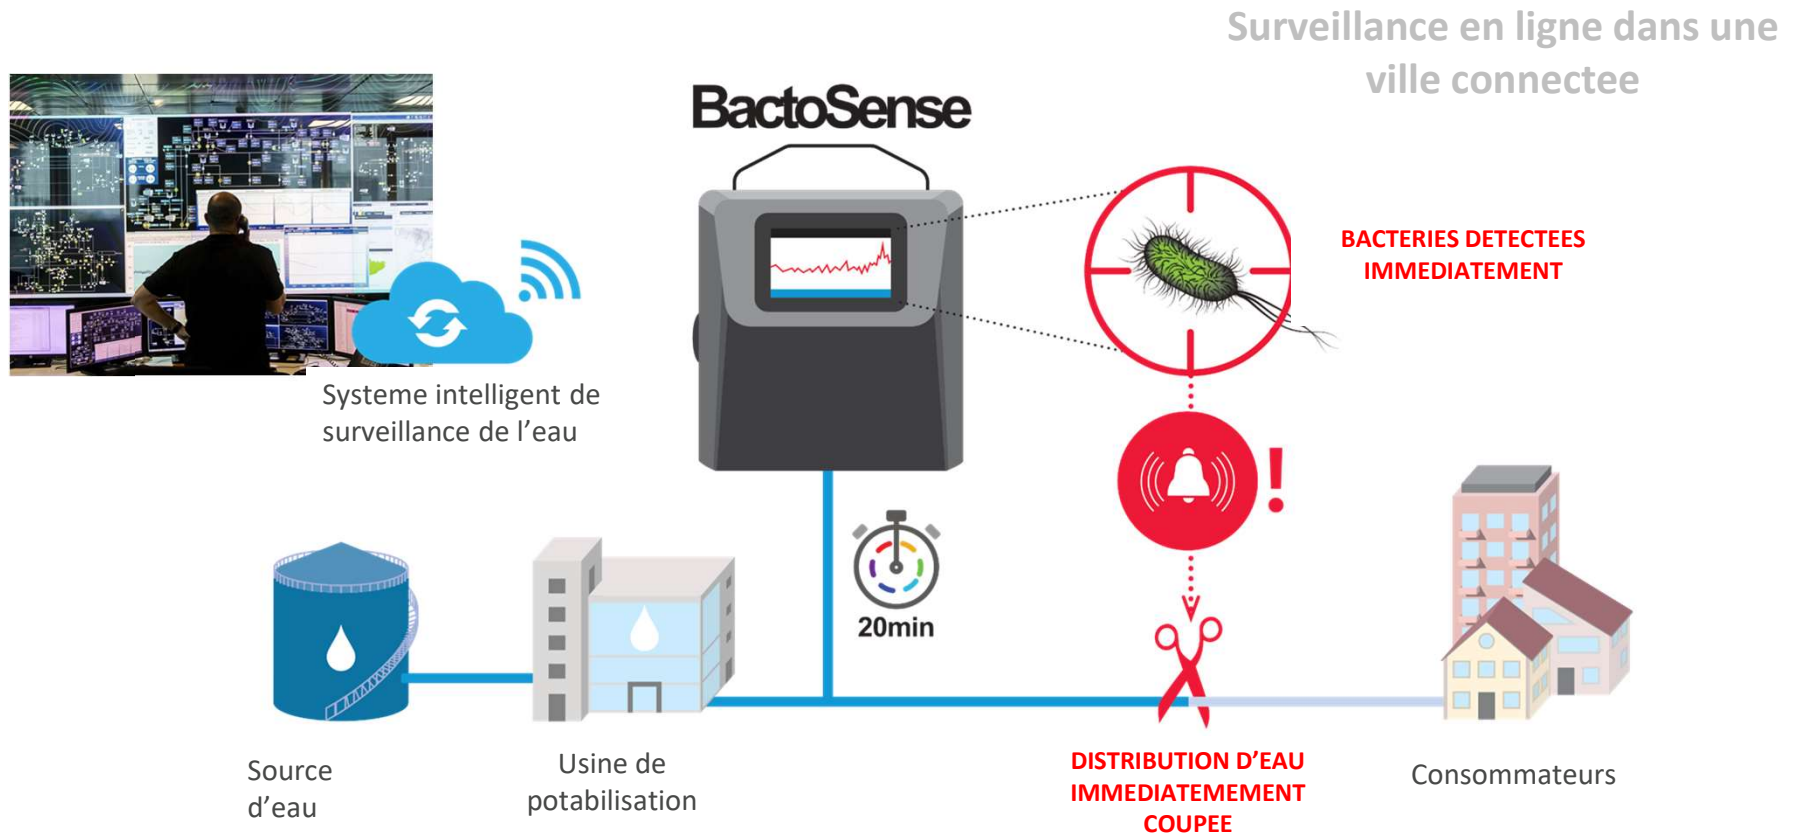 Surveillance en ligne dans une
ville connectee
BactoSense
BACTERIES DETECTEES
IMMEDIATEMENT
Systeme intelligent de
surveillance de l’eau
!
20min
Source
d’eau
Usine de
potabilisation
DISTRIBUTION D’EAU
IMMEDIATEMEMENT
COUPEE
Consommateurs